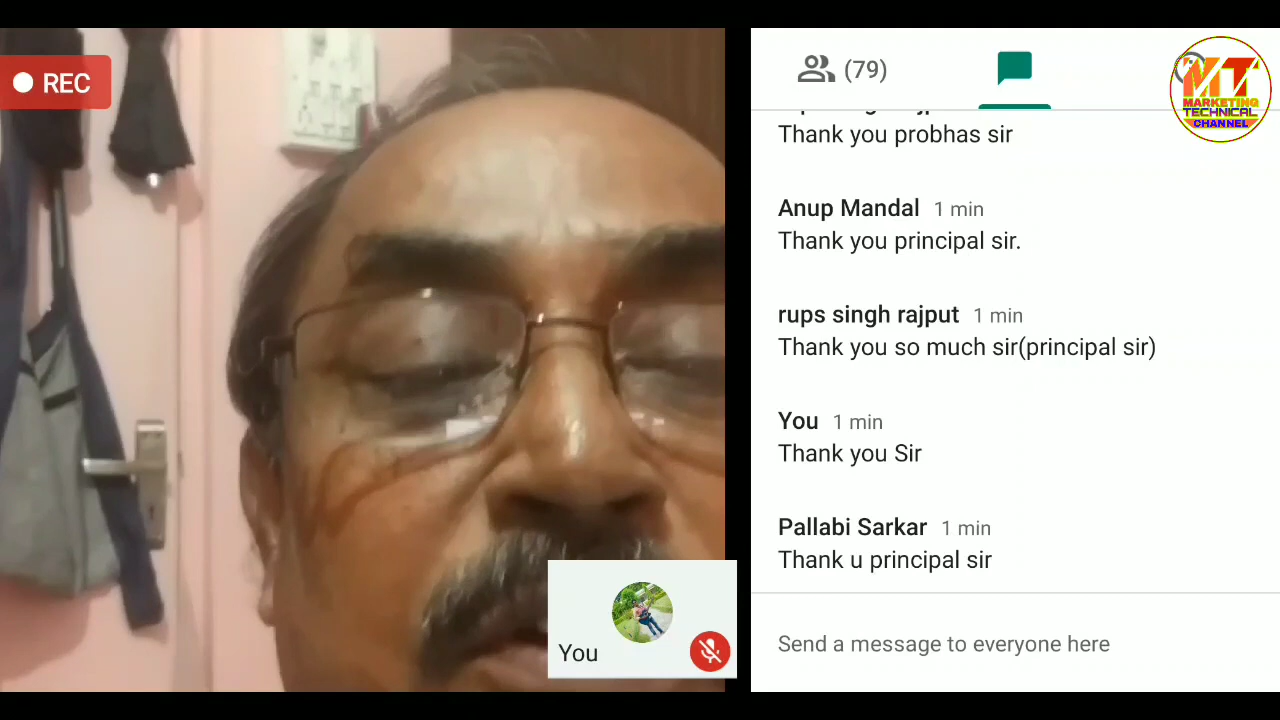 REC
(79)
MT
MARKETING
TECHNICAL
CHANNEL
Thank you probhas sir
Anup Mandal 1 min
Thank you principal sir.
rups singh rajput 1 min
Thank you so much sir(principal sir)
You 1 min
Thank you Sir
Pallabi Sarkar 1 min
Thank u principal sir
You
Send a message to everyone here